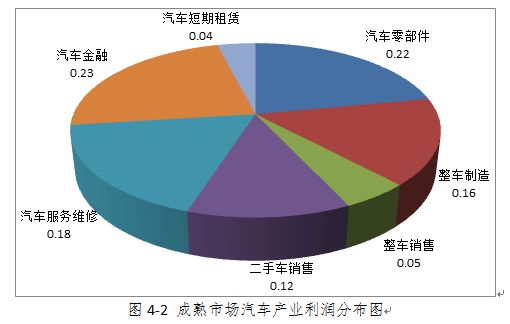 汽车短期租赁
0.04
汽车零部件
0.22
汽车金融
0.23
整车制造
0.16
汽车服务维修
0.18
整车销售
0.05
二手车销售
0.12
图 4-2 成熟市场汽车产业利润分布图